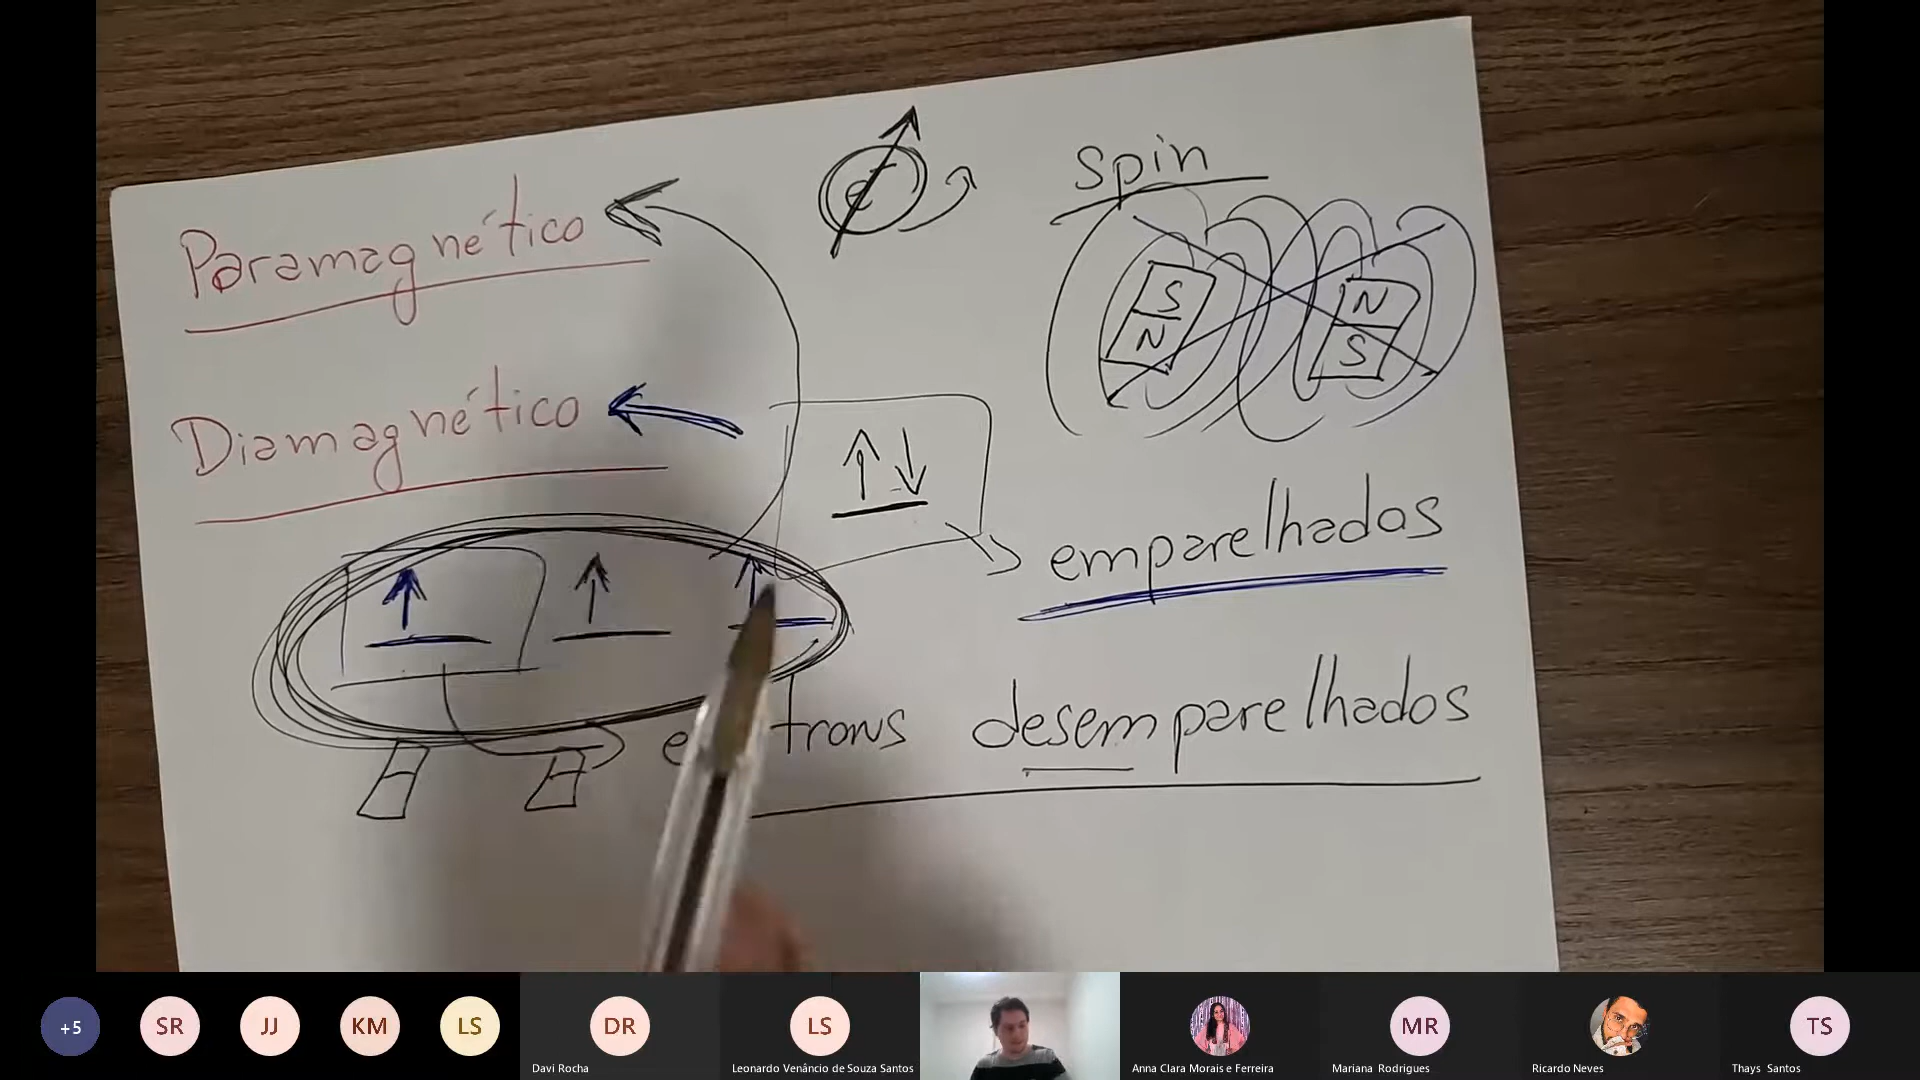 Paramagnético
e⁻
spin
S
N
N
S
Diamagnético
emparelhados
desemparelhados
+5
SR
JJ
KM
LS
DR
LS
MR
TS
Davi Rocha
Leonardo Venâncio de Souza Santos
Anna Clara Morais e Ferreira
Mariana Rodrigues
Ricardo Neves
Thays Santos